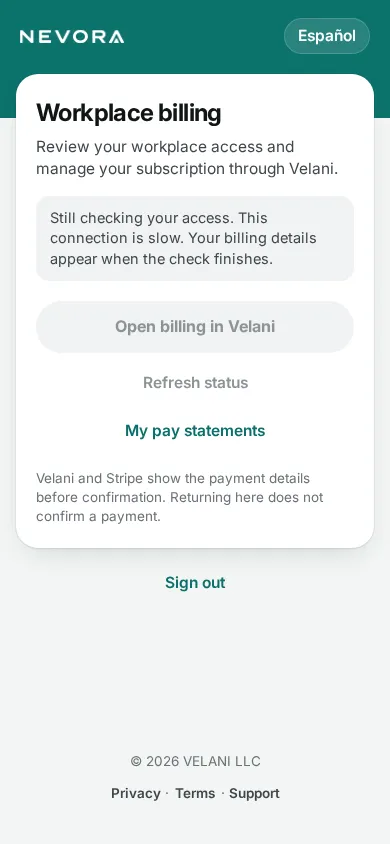 NEVORA
Español
Workplace billing
Review your workplace access and
manage your subscription through Velani.
Still checking your access. This
connection is slow. Your billing details
appear when the check finishes.
Open billing in Velani
Refresh status
My pay statements
Velani and Stripe show the payment details
before confirmation. Returning here does not
confirm a payment.
Sign out
© 2026 VELANI LLC
Privacy · Terms · Support